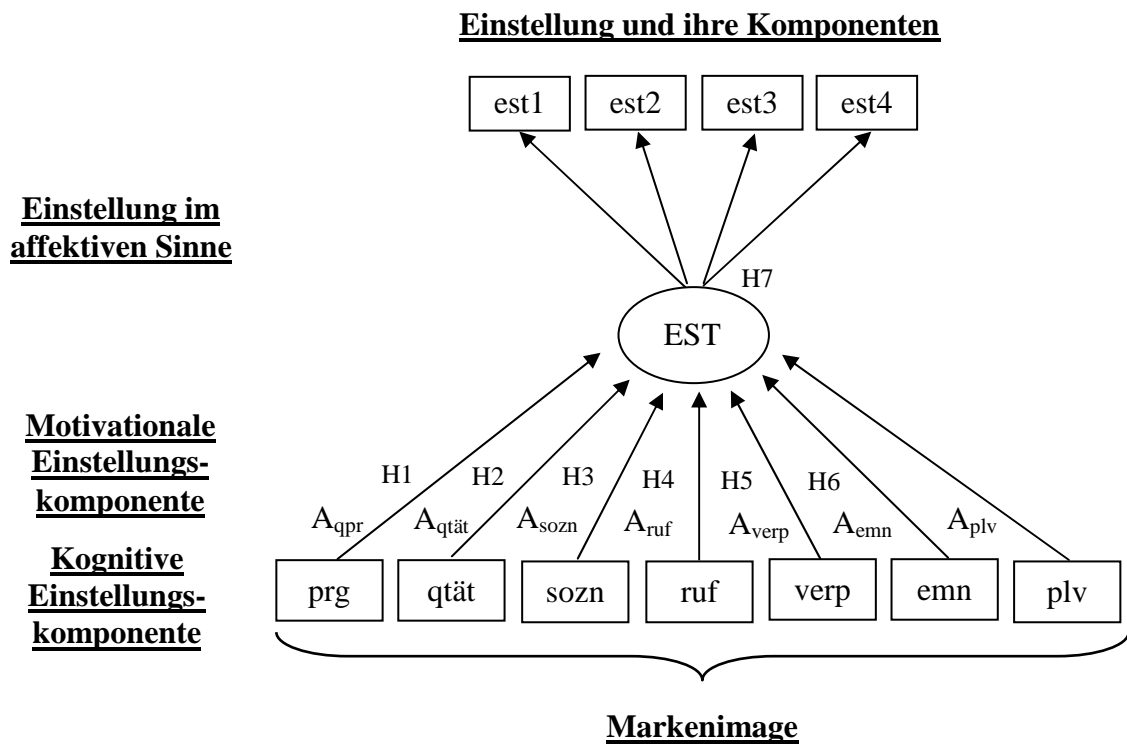 Einstellung und ihre Komponenten
est1 est2 est3 est4
Einstellung im
affektiven Sinne
H7
EST
Motivationale
Einstellungs-
komponente
H1 H2 H3 H4 H5 H6
Aqpr Aqtät Asozn Aruf Averp Aemn Aplv
Kognitive
Einstellungs-
komponente
prg qtät sozn ruf verp emn plv
Markenimage